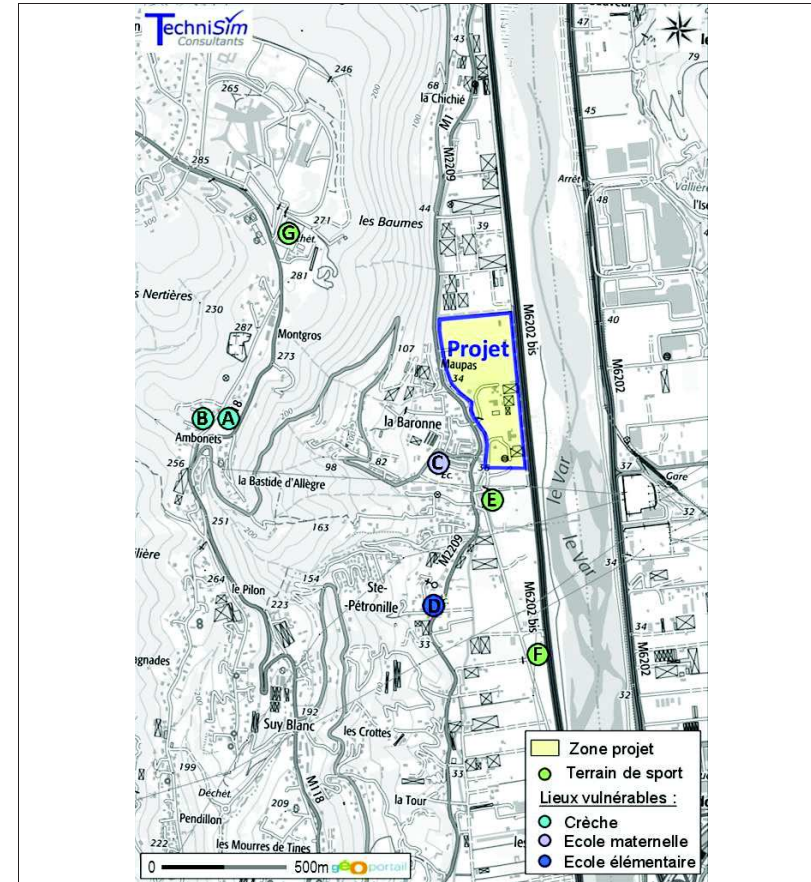 TechniSim
Consultants
43
47
246
la Chichié
68
79
265
M1
45
M2209
285
Arrêt
48
44
271
les Baumes
39
G
281
s Nertières
230
M6202 bis
40
287
Montgros
107
Projet
273
Maupas
34
M6202
la Baronne
B
A
Ambonets
C
37
Gare
256
98
82
Ec.
la Bastide d'Allègre
le Var
32
E
251
163
M2209
le Var
34
154
264
le Pilon
Ste-
-Pétronille
M6202 bis
D
223
33
34
F
M6202
gnades
192
32
Suy Blanc
les Crottes
33
199
M118
Déchèt.
209
la Tour
Pendillon
222
les Mourres de Tines
Zone projet
Terrain de sport
Lieux vulnérables :
Crèche
Ecole maternelle
Ecole élémentaire
0
500m
géoportail